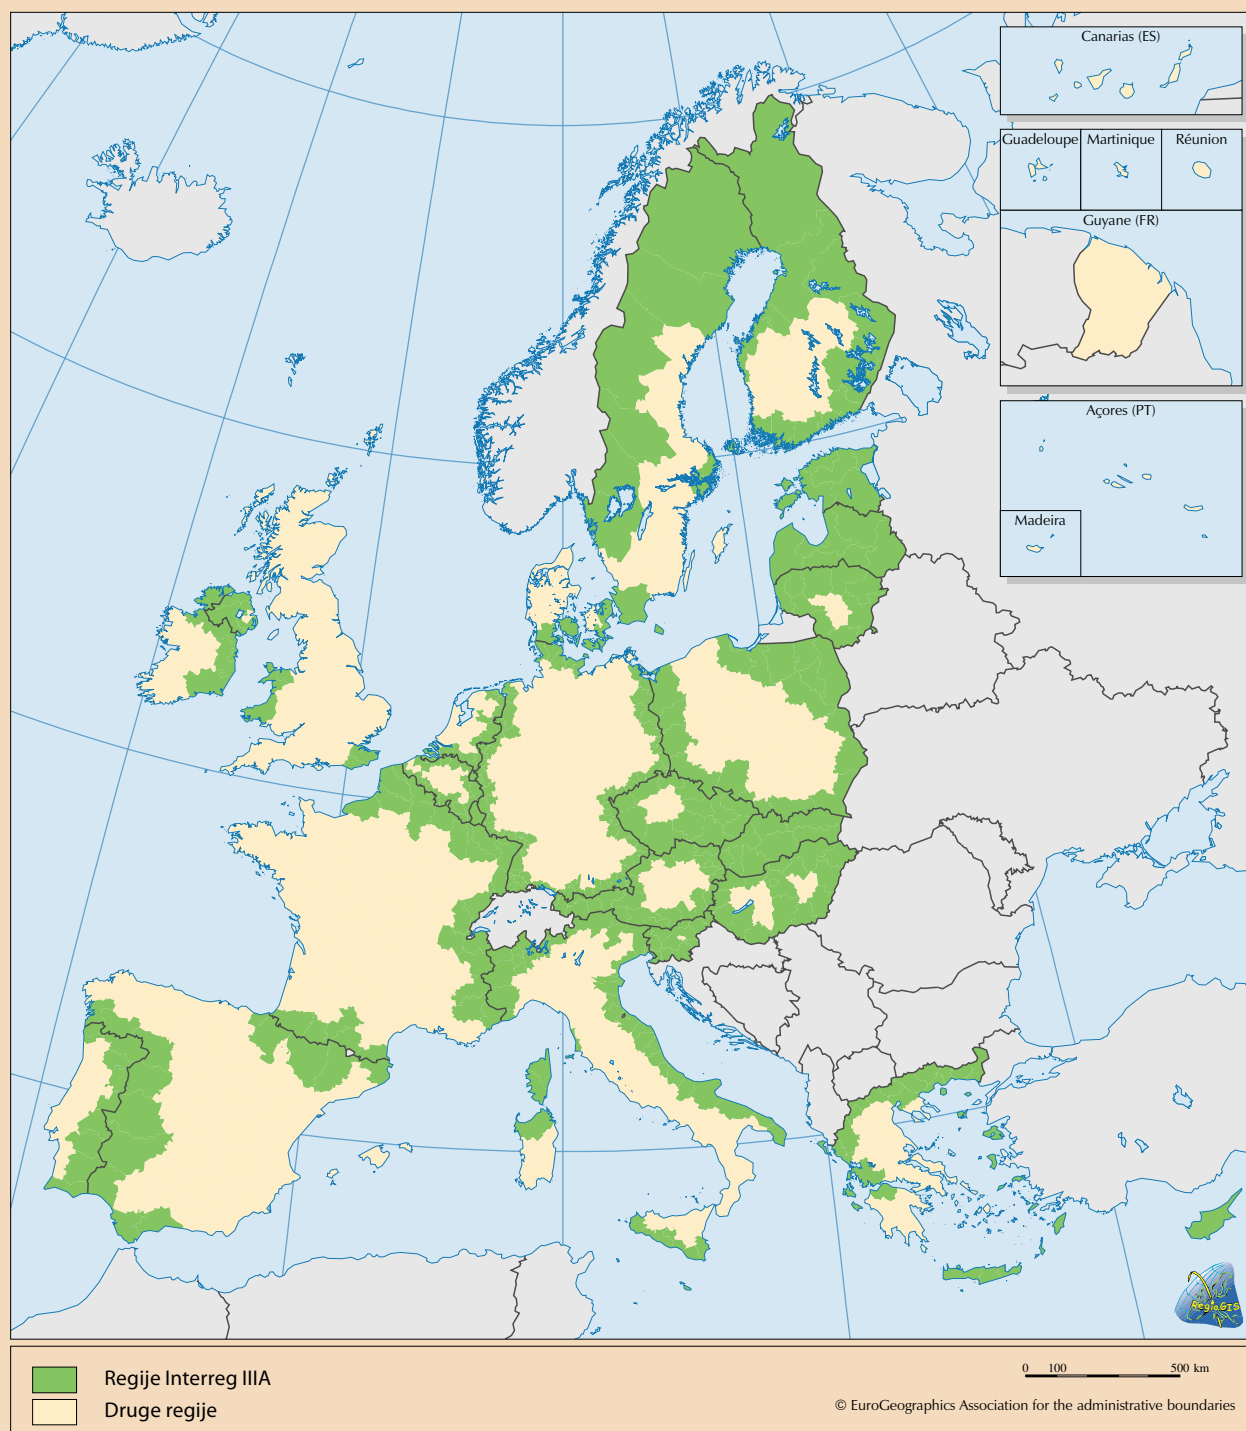 Canarias (ES)
Guadeloupe
Martinique
Réunion
Guyane (FR)
Açores (PT)
Madeira
RegioGIS
Regije Interreg IIIA
Druge regije
0 100 500 km
© EuroGeographics Association for the administrative boundaries